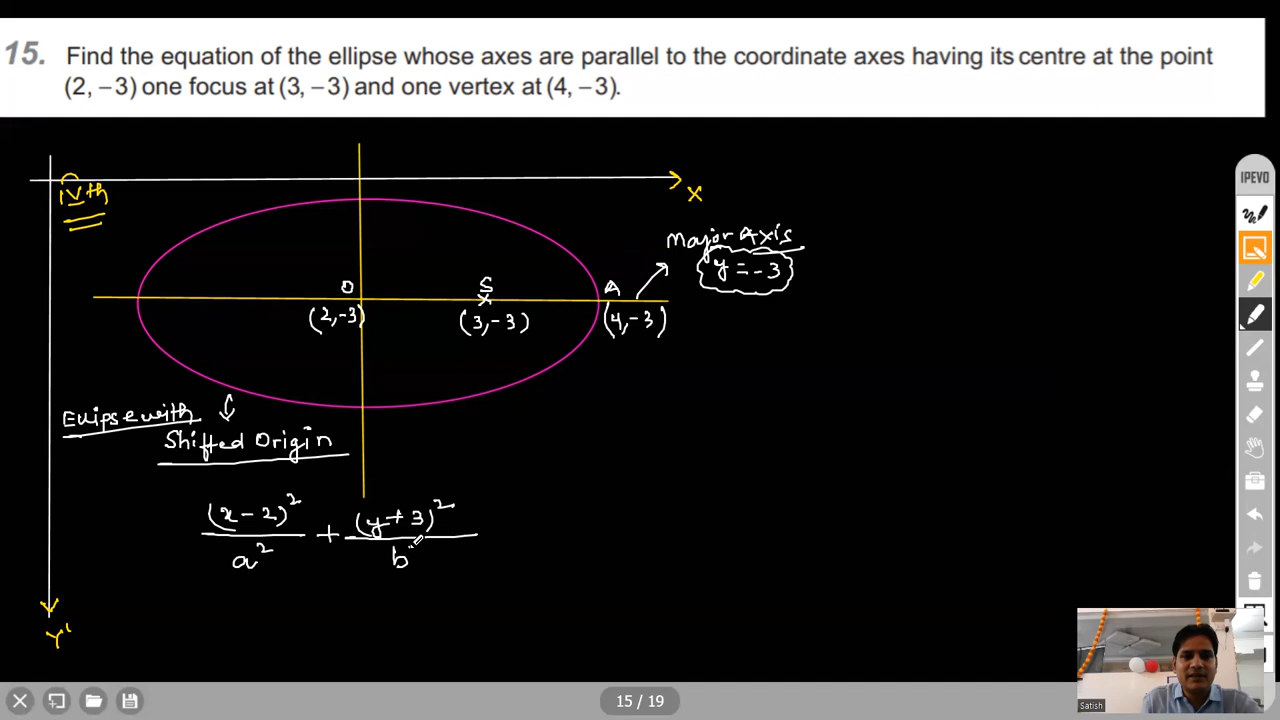 15. Find the equation of the ellipse whose axes are parallel to the coordinate axes having its centre at the point
(2, −3) one focus at (3, −3) and one vertex at (4, −3).
IPEVO
IVth
X
Major Axis
y = -3
O
S
A
(2,-3)
(3,-3)
(4,-3)
Ellipse with
Shifted Origin
(x - 2)²
a²
+
(y + 3)²
b
Y'
Satish
15 / 19